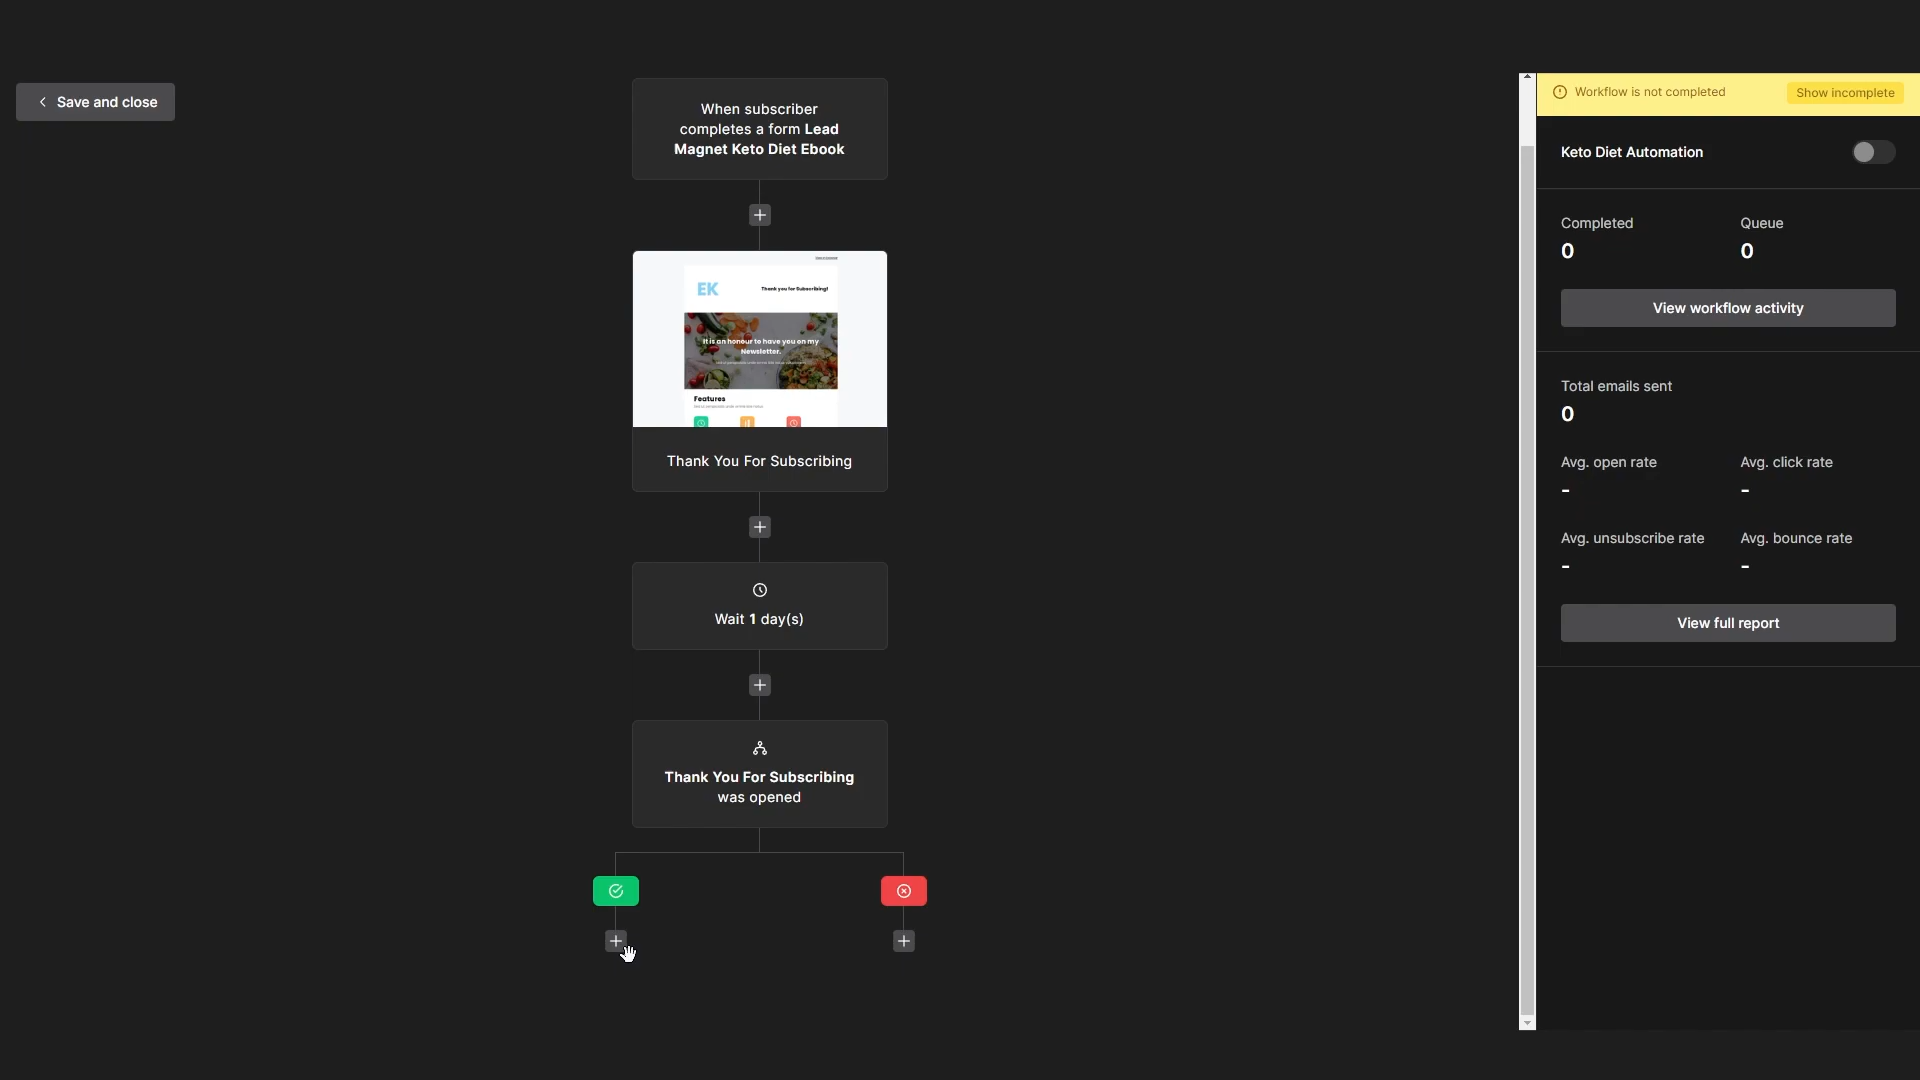 Save and close
When subscriber
completes a form Lead
Magnet Keto Diet Ebook
EK
Thank you for Subscribing!
It is an honour to have you on my
Newsletter.
Features
Thank You For Subscribing
Wait 1 day(s)
Thank You For Subscribing
was opened
Workflow is not completed
Show incomplete
Keto Diet Automation
Completed
Queue
0
0
View workflow activity
Total emails sent
0
Avg. open rate
Avg. click rate
-
-
Avg. unsubscribe rate
Avg. bounce rate
-
-
View full report